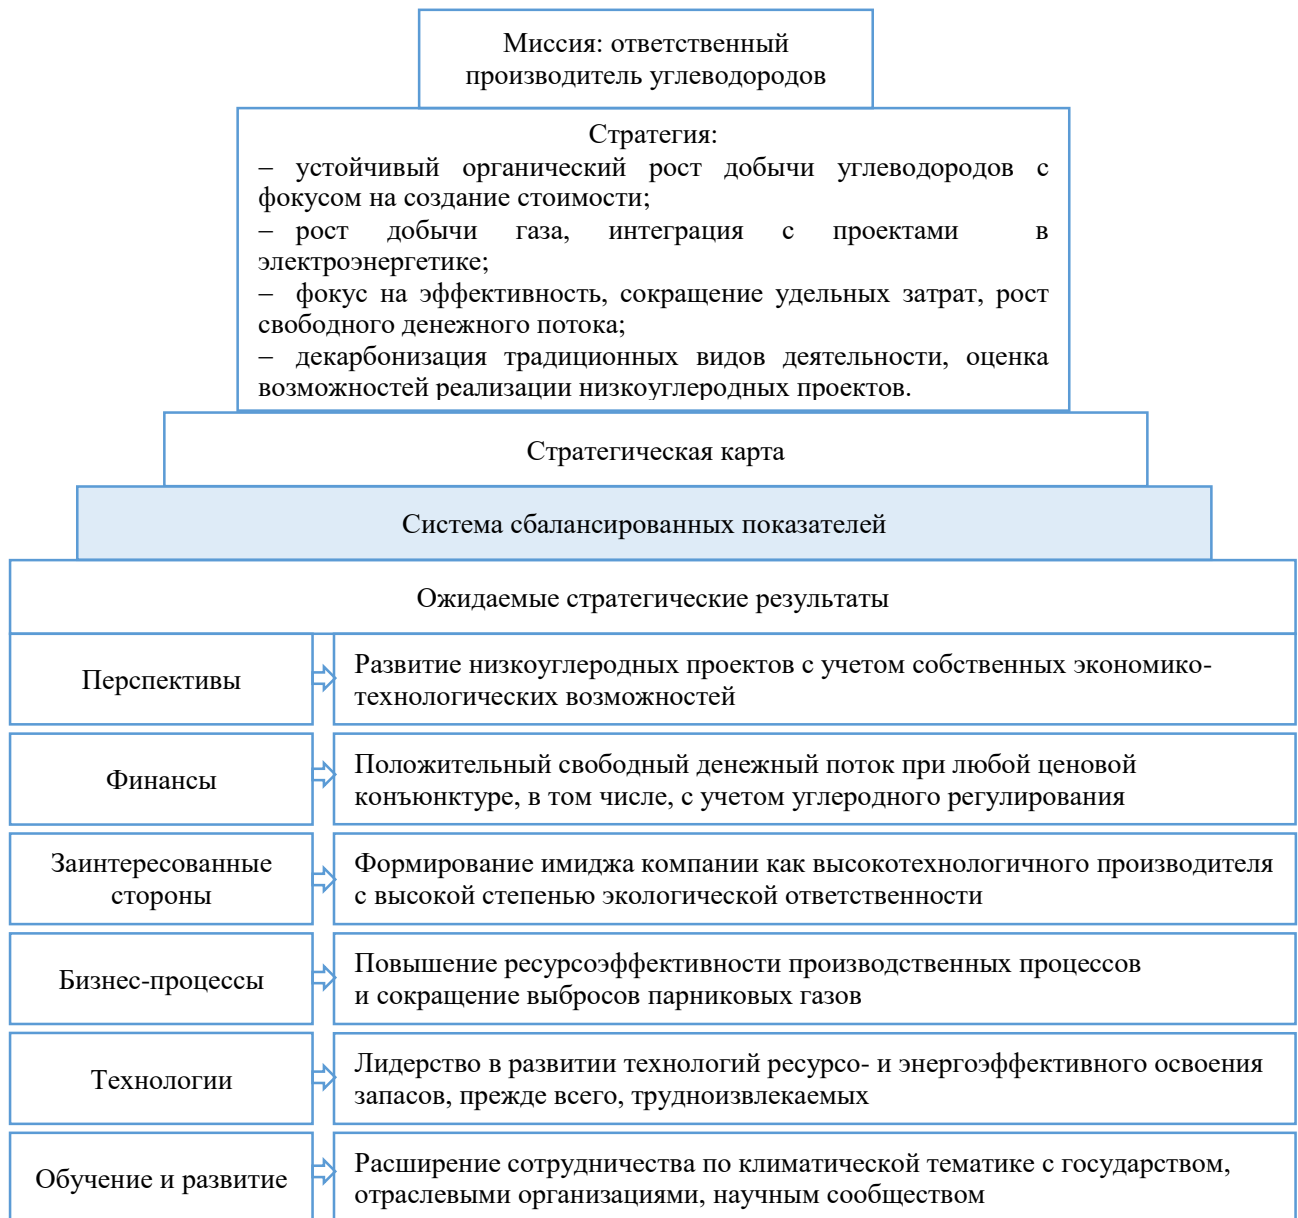 Миссия: ответственный
производитель углеводородов
Стратегия:
– устойчивый органический рост добычи углеводородов с
фокусом на создание стоимости;
– рост добычи газа, интеграция с проектами в
электроэнергетике;
– фокус на эффективность, сокращение удельных затрат, рост
свободного денежного потока;
– декарбонизация традиционных видов деятельности, оценка
возможностей реализации низкоуглеродных проектов.
Стратегическая карта
Система сбалансированных показателей
Ожидаемые стратегические результаты
Перспективы
Развитие низкоуглеродных проектов с учетом собственных экономико-
технологических возможностей
Финансы
Положительный свободный денежный поток при любой ценовой
конъюнктуре, в том числе, с учетом углеродного регулирования
Заинтересованные
стороны
Формирование имиджа компании как высокотехнологичного производителя
с высокой степенью экологической ответственности
Бизнес-процессы
Повышение ресурсоэффективности производственных процессов
и сокращение выбросов парниковых газов
Технологии
Лидерство в развитии технологий ресурсо- и энергоэффективного освоения
запасов, прежде всего, трудноизвлекаемых
Обучение и развитие
Расширение сотрудничества по климатической тематике с государством,
отраслевыми организациями, научным сообществом